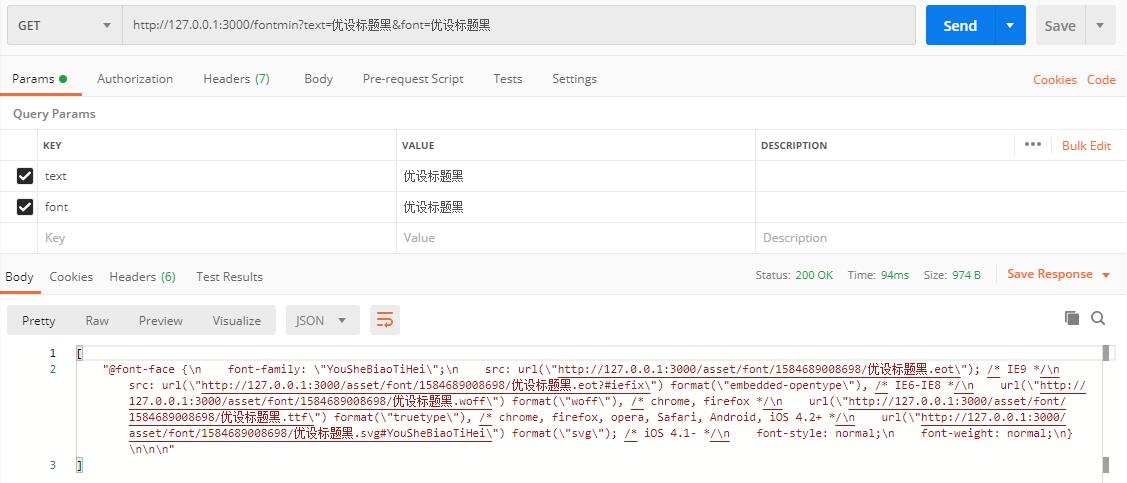 GET http://127.0.0.1:3000/fontmin?text=优设标题黑&font=优设标题黑 Send Save
Params Authorization Headers (7) Body Pre-request Script Tests Settings Cookies Code
Query Params
KEY VALUE DESCRIPTION ••• Bulk Edit
text 优设标题黑
font 优设标题黑
Key Value Description
Body Cookies Headers (6) Test Results Status: 200 OK Time: 94ms Size: 974 B Save Response
Pretty Raw Preview Visualize JSON
1 [
2 "@font-face {\n    font-family: \"YouSheBiaoTiHei\";\n    src: url(\"http://127.0.0.1:3000/asset/font/1584689008698/优设标题黑.eot\"); /* IE9 */\n
src: url(\"http://127.0.0.1:3000/asset/font/1584689008698/优设标题黑.eot?#iefix\") format(\"embedded-opentype\"), /* IE6-IE8 */\n    url(\"http://
127.0.0.1:3000/asset/font/1584689008698/优设标题黑.woff\") format(\"woff\"), /* chrome, firefox */\n    url(\"http://127.0.0.1:3000/asset/font/
1584689008698/优设标题黑.ttf\") format(\"truetype\"), /* chrome, firefox, opera, Safari, Android, iOS 4.2+ */\n    url(\"http://127.0.0.1:3000/
asset/font/1584689008698/优设标题黑.svg#YouSheBiaoTiHei\") format(\"svg\"); /* iOS 4.1- */\n    font-style: normal;\n    font-weight: normal;\n}
\n\n\n"
3 ]